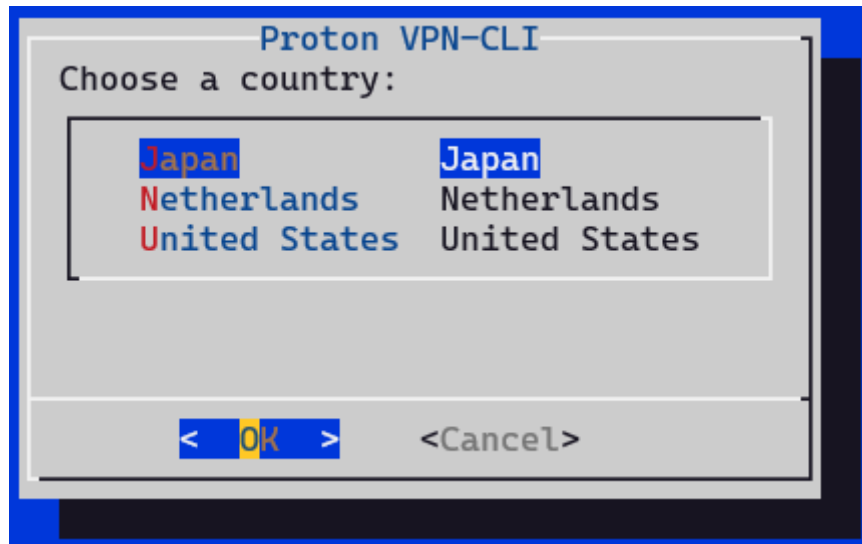 Proton VPN-CLI
Choose a country:
Japan Japan
Netherlands Netherlands
United States United States
< OK > <Cancel>